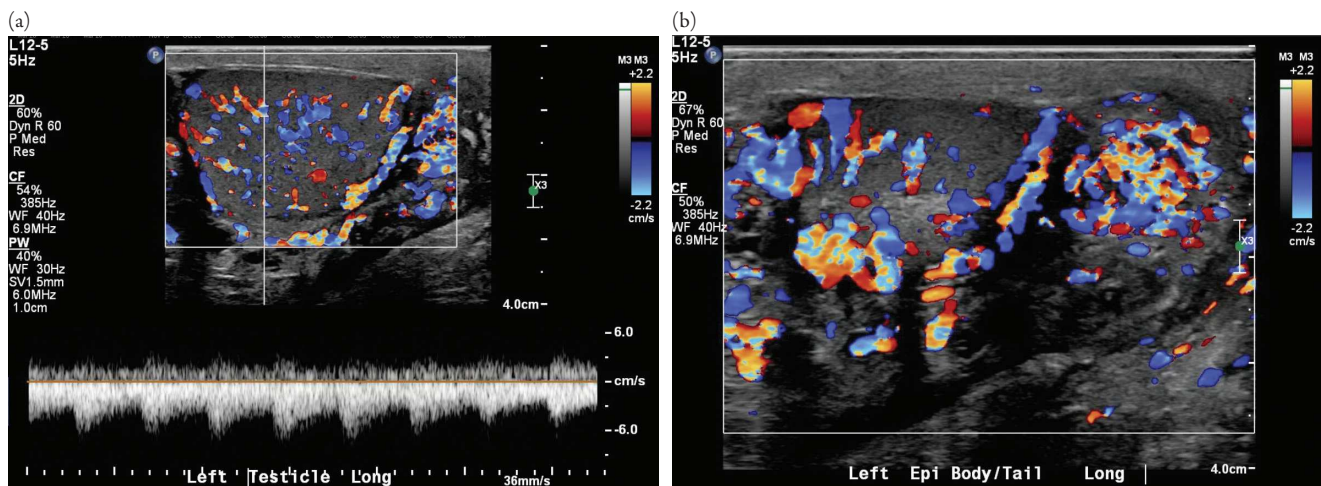 (a)
L12-5
5Hz
P
2D
60%
Dyn R 60
P Med
Res
CF
54%
385Hz
WF 40Hz
6.9MHz
PW
40%
WF 30Hz
SV1.5mm
6.0MHz
1.0cm
M3 M3
+2.2
-2.2
cm/s
X3
4.0cm
6.0
cm/s
-6.0
Left Testicle Long
36mm/s
(b)
L12-5
5Hz
P
2D
67%
Dyn R 60
P Med
Res
CF
50%
385Hz
WF 40Hz
6.9MHz
M3 M3
+2.2
-2.2
cm/s
X3
Left Epi Body/Tail Long
4.0cm